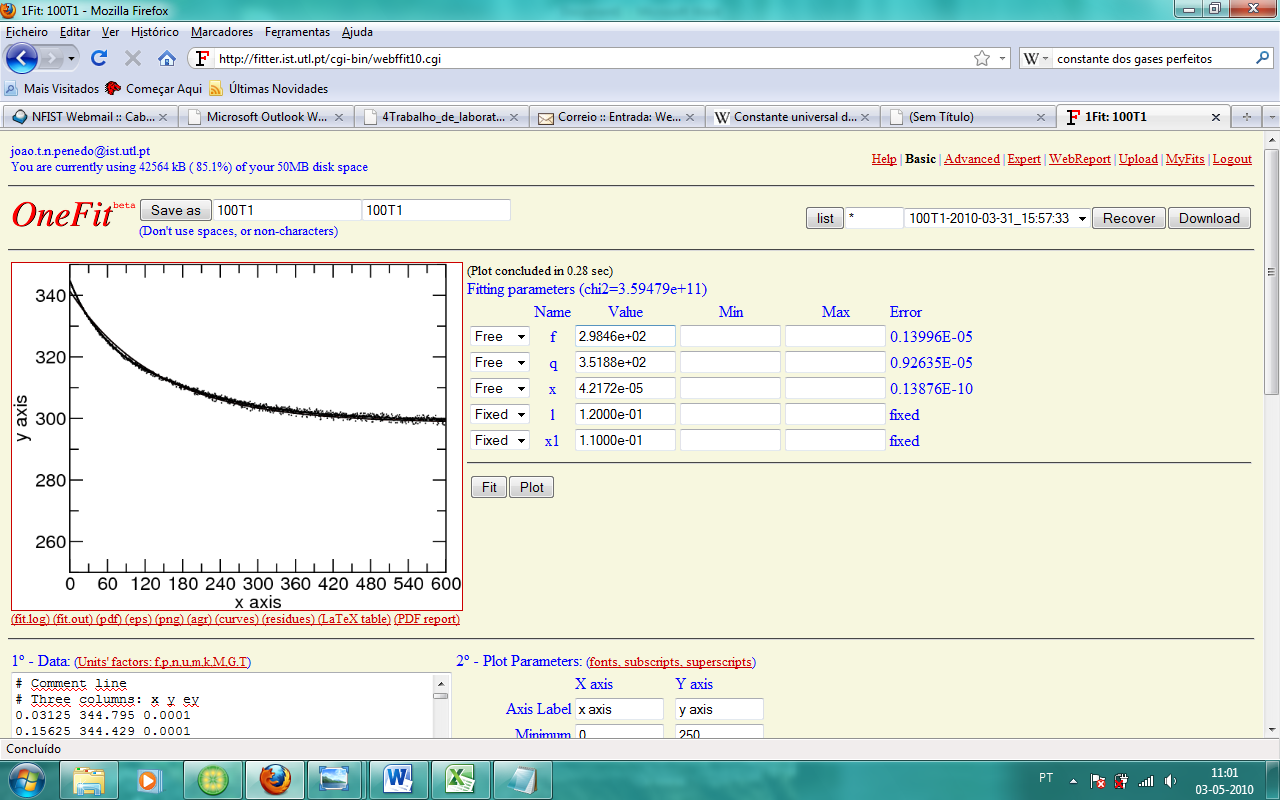 1Fit: 100T1 - Mozilla Firefox
Ficheiro Editar Ver Histórico Marcadores Ferramentas Ajuda
http://fitter.ist.utl.pt/cgi-bin/webffit10.cgi constante dos gases perfeitos
Mais Visitados Começar Aqui Últimas Novidades
NFIST Webmail :: Cab... Microsoft Outlook W... 4Trabalho_de_laborat... Correio :: Entrada: We... Constante universal d... (Sem Título) 1Fit: 100T1
joao.t.n.penedo@ist.utl.pt
You are currently using 42564 kB ( 85.1%) of your 50MB disk space
Help | Basic | Advanced | Expert | WebReport | Upload | MyFits | Logout
OneFit beta Save as 100T1 100T1 list * 100T1-2010-03-31_15:57:33 Recover Download
(Don't use spaces, or non-characters)
340
320
300
280
260
y axis
0 60 120 180 240 300 360 420 480 540 600
x axis
(fit.log) (fit.out) (pdf) (eps) (png) (agr) (curves) (residues) (LaTeX table) (PDF report)
(Plot concluded in 0.28 sec)
Fitting parameters (chi2=3.59479e+11)
Name Value Min Max Error
Free f 2.9846e+02 0.13996E-05
Free q 3.5188e+02 0.92635E-05
Free x 4.2172e-05 0.13876E-10
Fixed l 1.2000e-01 fixed
Fixed x1 1.1000e-01 fixed
Fit Plot
1º - Data: (Units' factors: f,p,n,u,m,k,M,G,T)
# Comment line
# Three columns: x y ey
0.03125 344.795 0.0001
0.15625 344.429 0.0001
2º - Plot Parameters: (fonts, subscripts, superscripts)
X axis Y axis
Axis Label x axis y axis
Minimum 0 250
Concluído
PT 11:01
03-05-2010